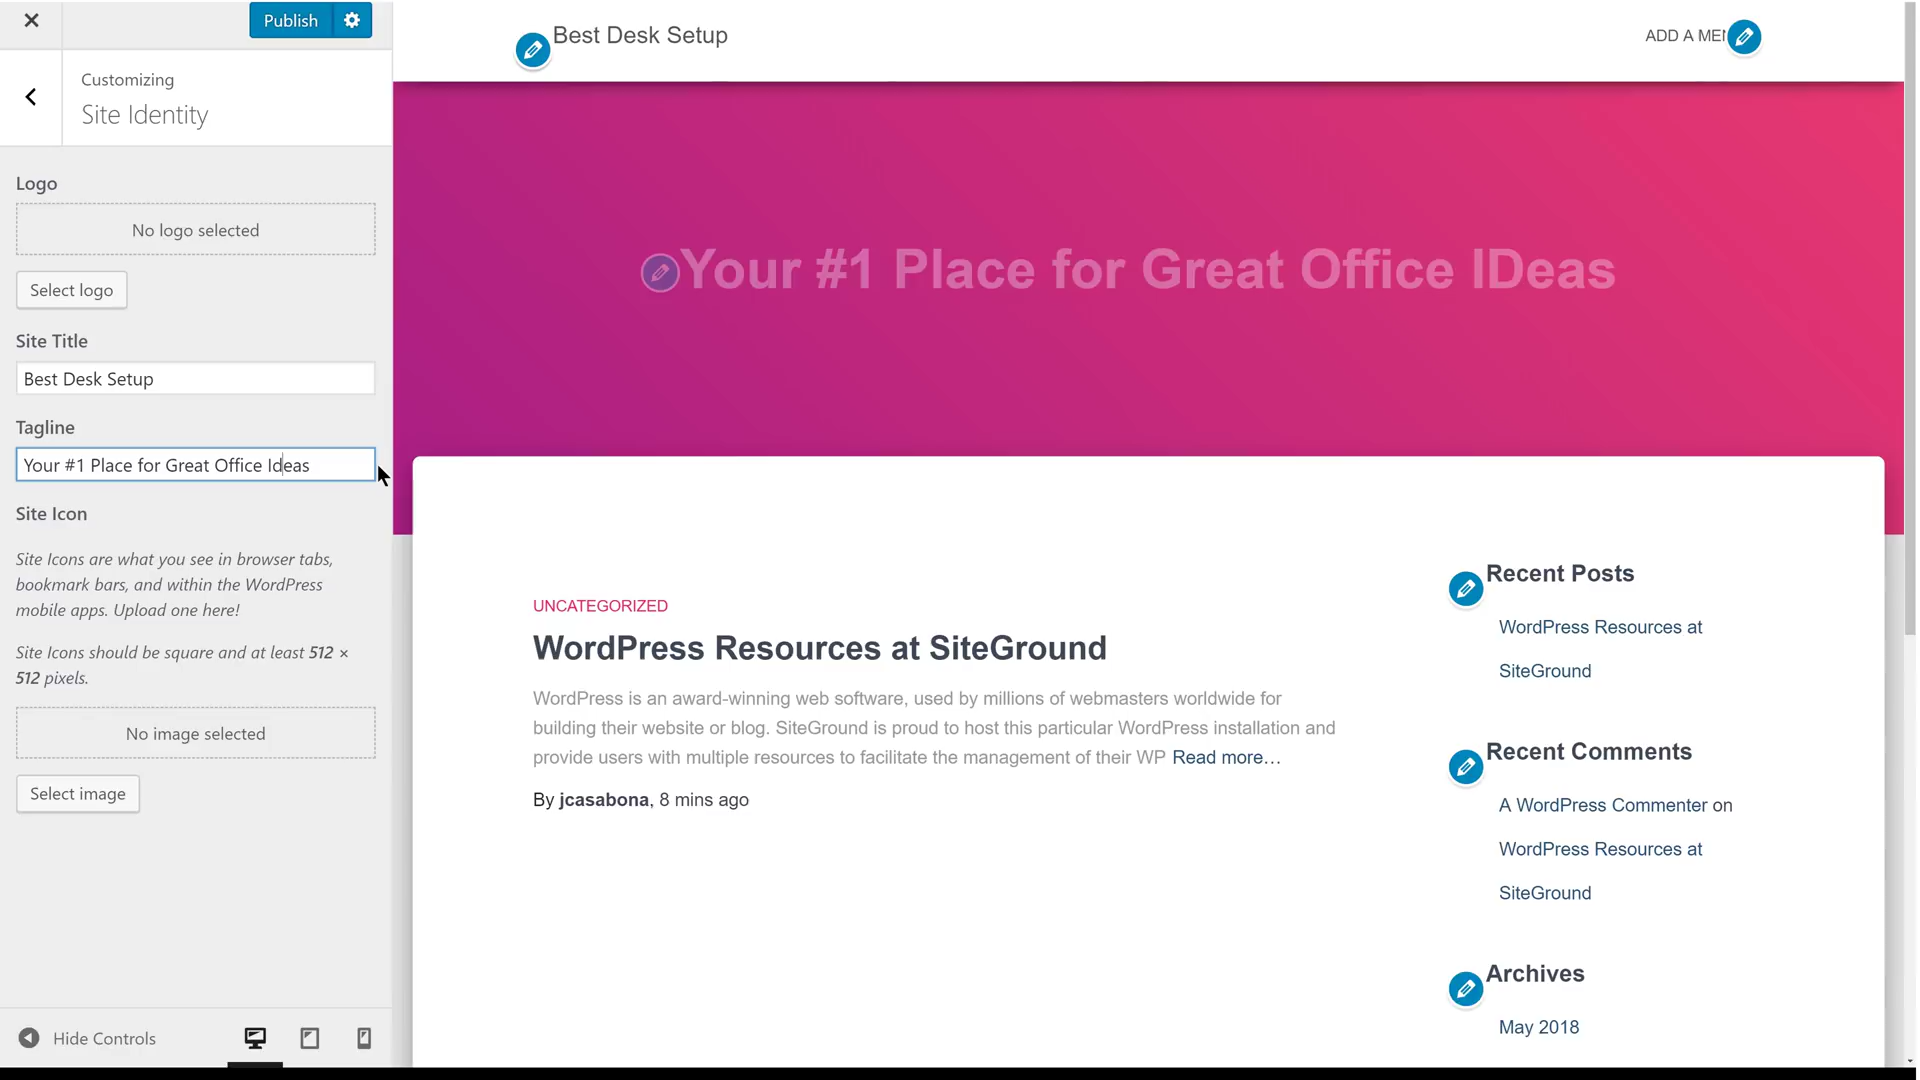 Publish
Customizing
Site Identity
Logo
No logo selected
Select logo
Site Title
Best Desk Setup
Tagline
Your #1 Place for Great Office Ideas
Site Icon
Site Icons are what you see in browser tabs,
bookmark bars, and within the WordPress
mobile apps. Upload one here!
Site Icons should be square and at least 512 ×
512 pixels.
No image selected
Select image
Hide Controls
Best Desk Setup
ADD A
Your #1 Place for Great Office IDeas
UNCATEGORIZED
WordPress Resources at SiteGround
WordPress is an award-winning web software, used by millions of webmasters worldwide for
building their website or blog. SiteGround is proud to host this particular WordPress installation and
provide users with multiple resources to facilitate the management of their WP Read more…
By jcasabona, 8 mins ago
Recent Posts
WordPress Resources at
SiteGround
Recent Comments
A WordPress Commenter on
WordPress Resources at
SiteGround
Archives
May 2018